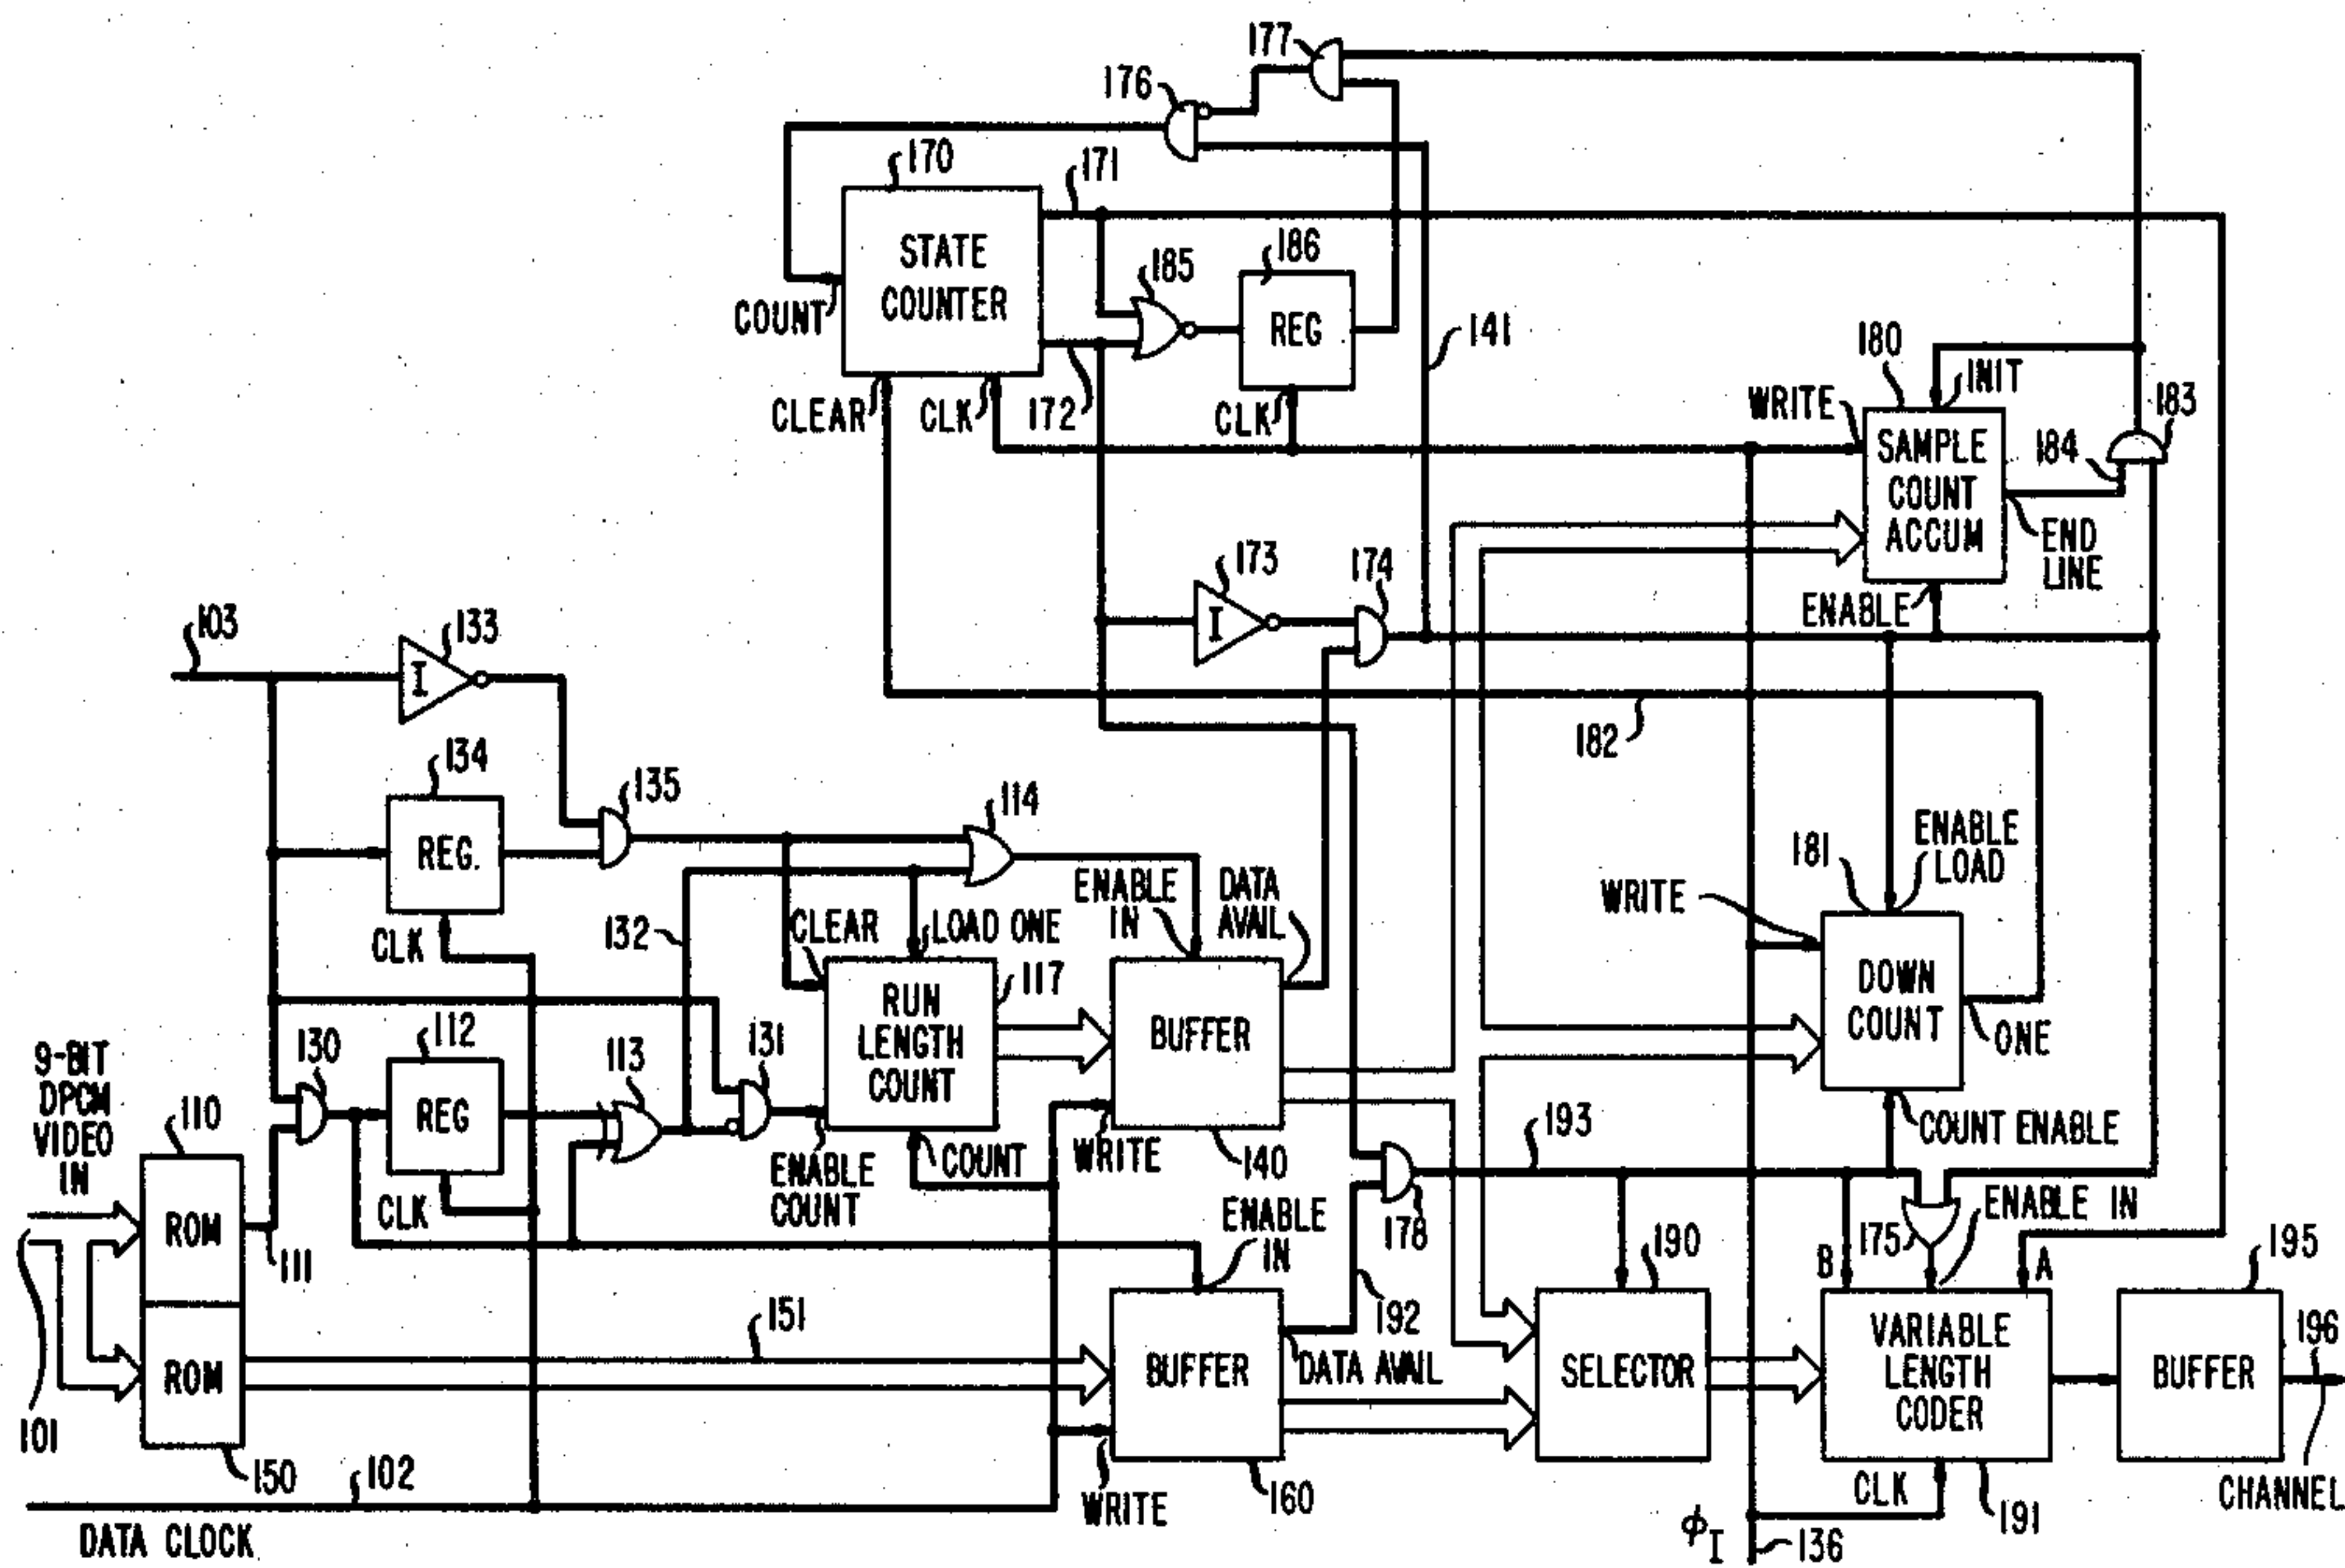 177
176
170
171
STATE
COUNTER
COUNT
185
186
REG
141
180
INIT
183
CLEAR
CLK
172
CLK
WRITE
SAMPLE
COUNT
ACCUM
184
END
LINE
ENABLE
103
133
I
173
I
174
182
134
REG.
135
114
CLK
132
CLEAR
LOAD ONE
ENABLE
IN
DATA
AVAIL
117
RUN
LENGTH
COUNT
BUFFER
181
ENABLE
LOAD
WRITE
DOWN
COUNT
ONE
COUNT ENABLE
9-BIT
DPCM
VIDEO
IN
110
130
112
REG
113
131
CLK
ENABLE
COUNT
COUNT
WRITE
140
178
193
ROM
111
ENABLE
IN
190
175
ENABLE IN
B
A
195
ROM
151
192
BUFFER
DATA AVAIL
SELECTOR
VARIABLE
LENGTH
CODER
BUFFER
196
101
150
102
WRITE
160
CLK
191
CHANNEL
DATA CLOCK
ϕI
136